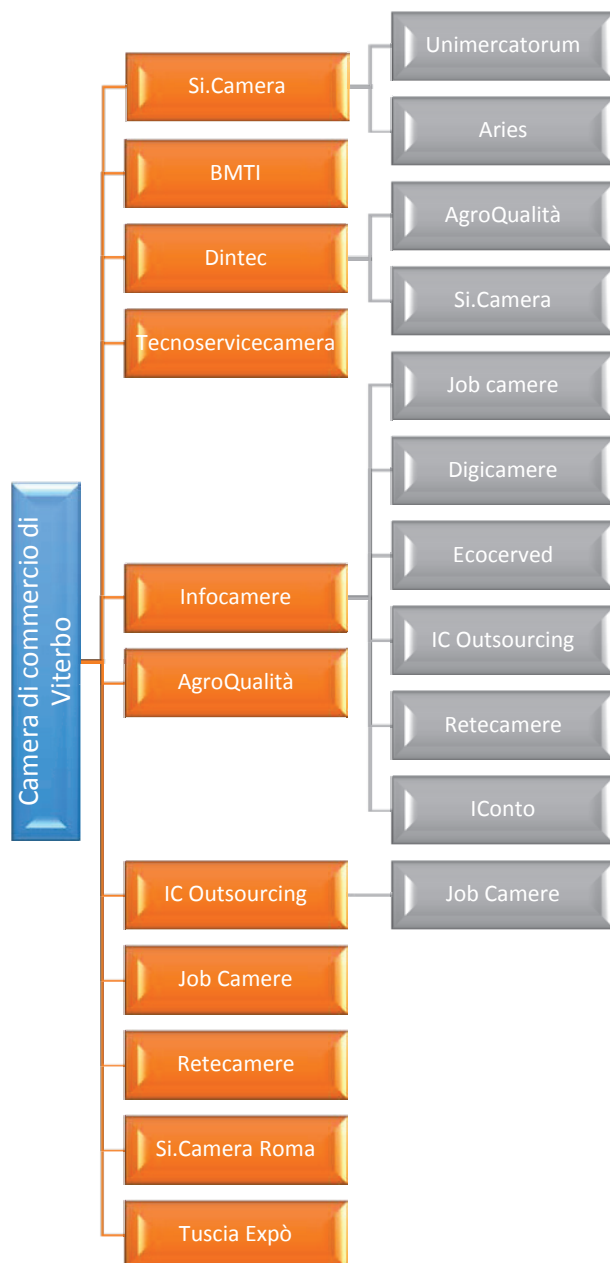 Camera di commercio di
Viterbo
Si.Camera
Unimercatorum
Aries
BMTI
Dintec
AgroQualità
Si.Camera
Tecnoservicecamera
Infocamere
Job camere
Digicamere
Ecocerved
IC Outsourcing
Retecamere
IConto
AgroQualità
IC Outsourcing
Job Camere
Job Camere
Retecamere
Si.Camera Roma
Tuscia Expò